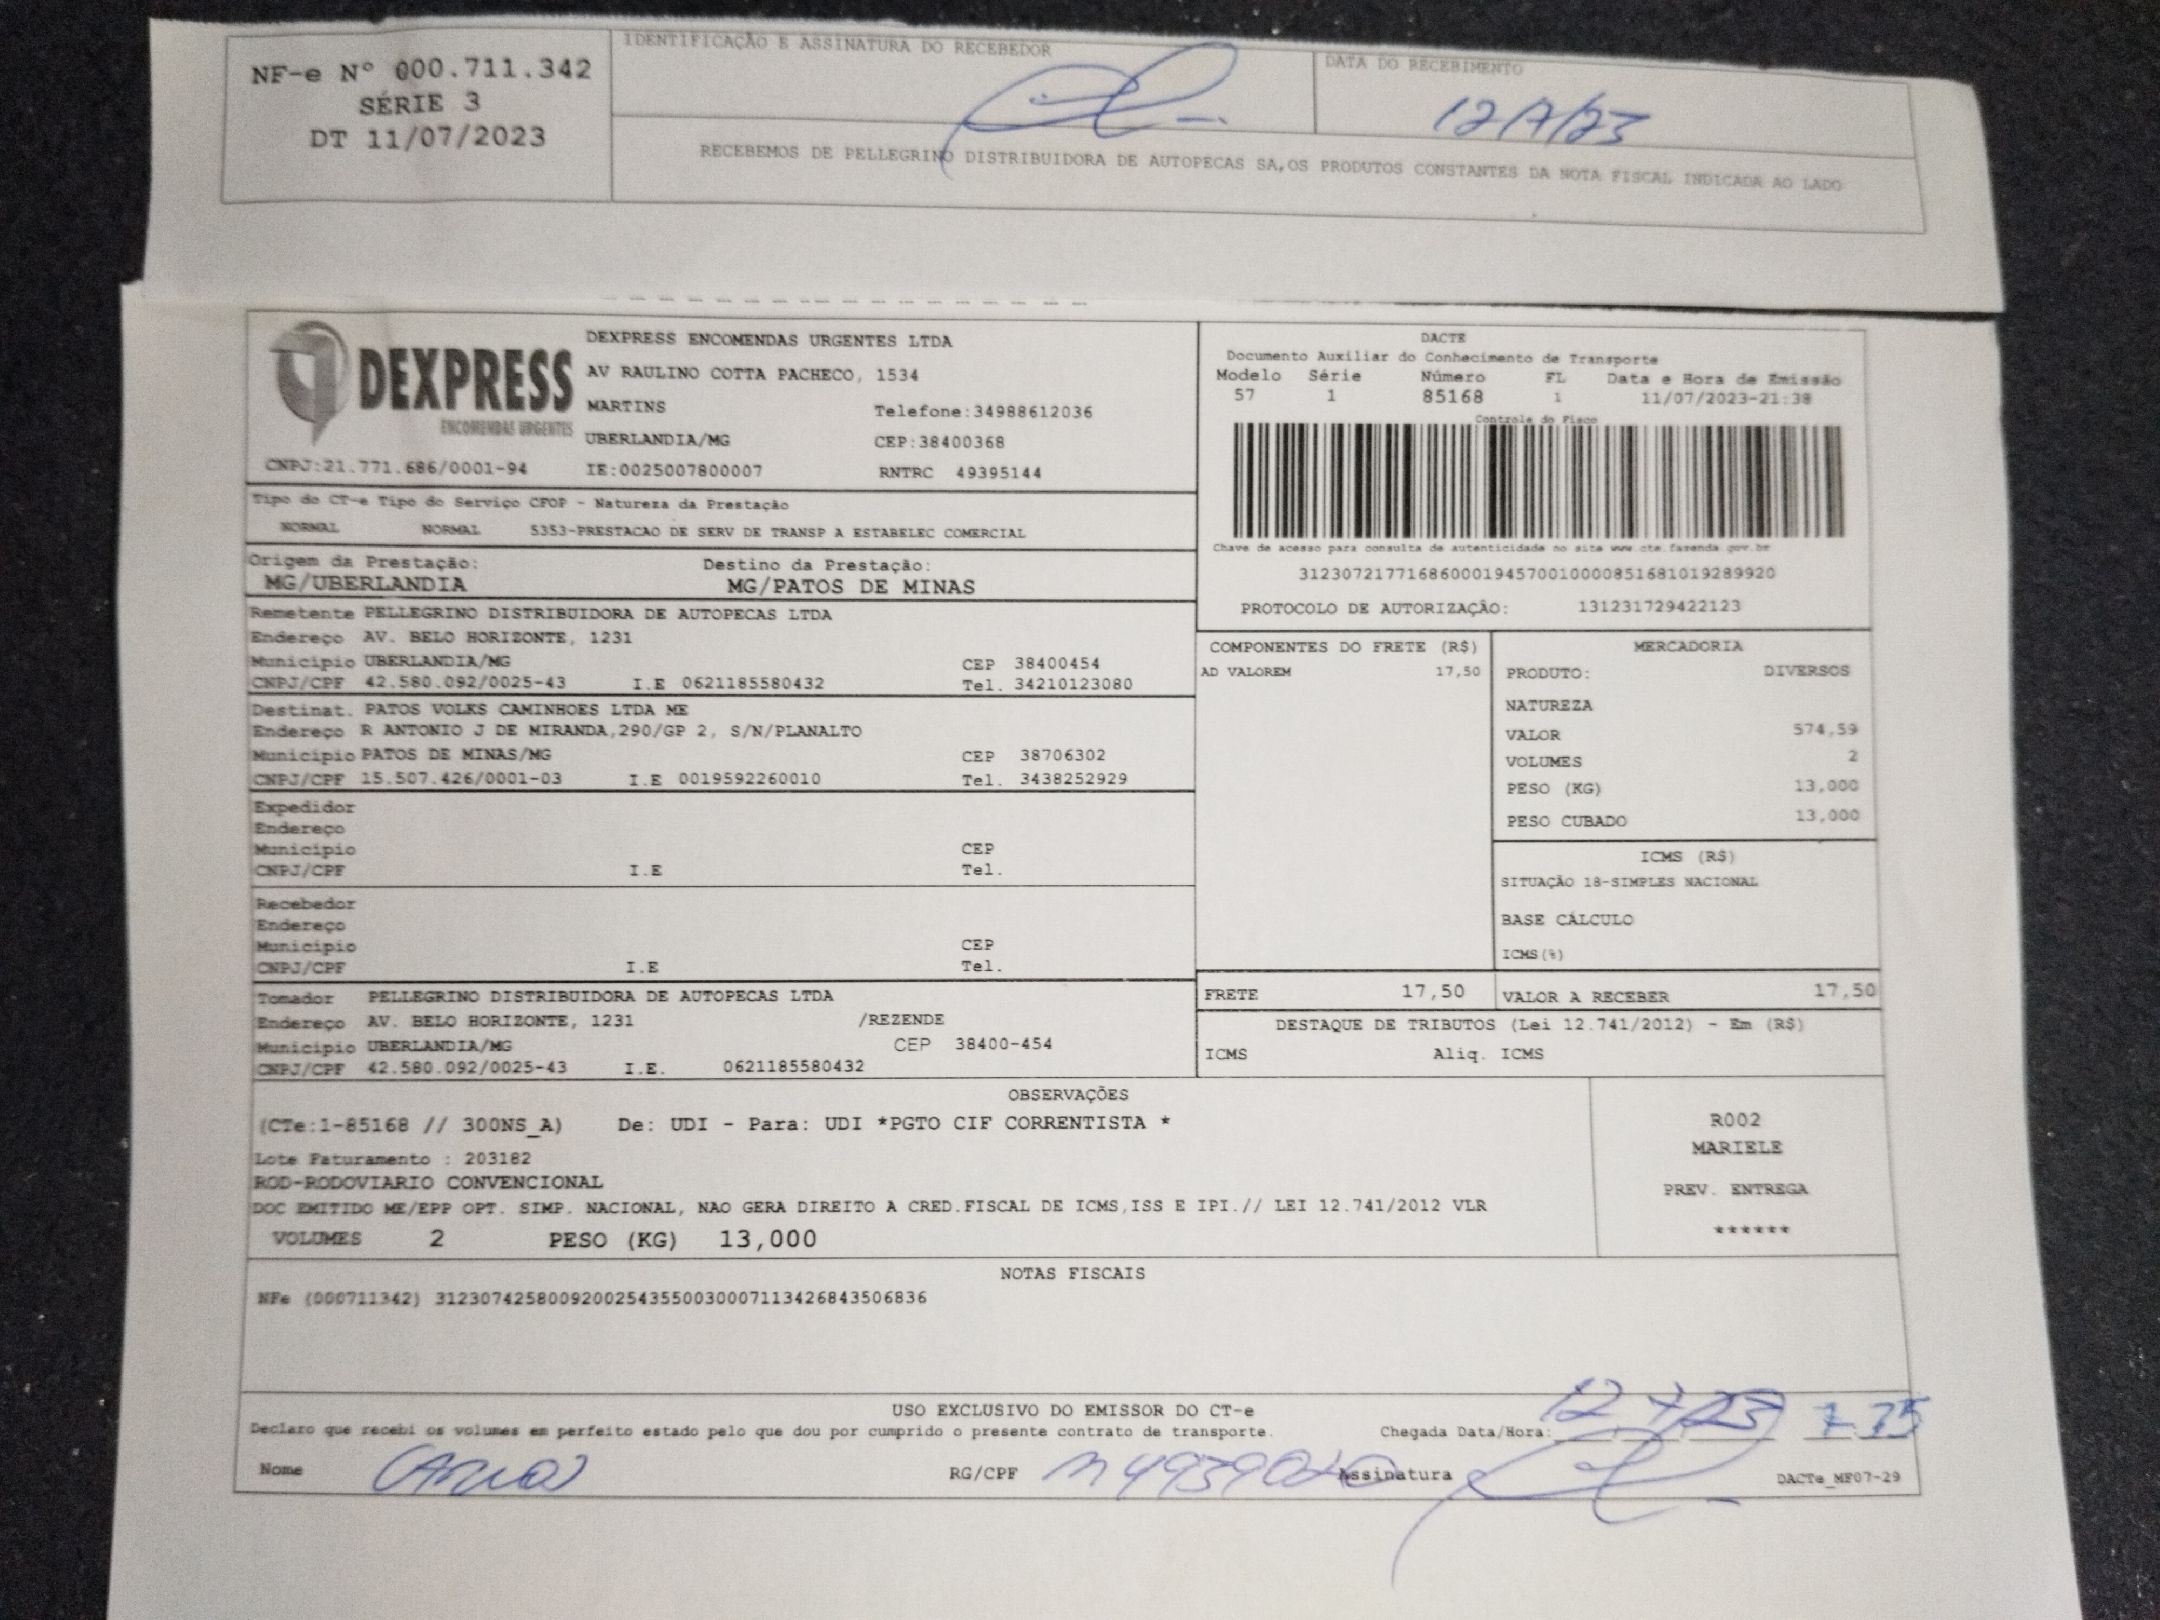 NF-e Nº 000.711.342
SÉRIE 3
DT 11/07/2023
IDENTIFICAÇÃO E ASSINATURA DO RECEBEDOR
DATA DO RECEBIMENTO
12/7/23
RECEBEMOS DE PELLEGRINO DISTRIBUIDORA DE AUTOPECAS SA,OS PRODUTOS CONSTANTES DA NOTA FISCAL INDICADA AO LADO
DEXPRESS
ENCOMENDAS URGENTES
CNPJ:21.771.686/0001-94
DEXPRESS ENCOMENDAS URGENTES LTDA
AV RAULINO COTTA PACHECO, 1534
MARTINS Telefone:34988612036
UBERLANDIA/MG CEP:38400368
IE:0025007800007 RNTRC 49395144
DACTE
Documento Auxiliar do Conhecimento de Transporte
Modelo Série Número FL Data e Hora de Emissão
57 1 85168 1 11/07/2023-21:38
Controle do Fisco
Chave de acesso para consulta de autenticidade no site www.cte.fazenda.gov.br
31230721771686000194570010000851681019289920
PROTOCOLO DE AUTORIZAÇÃO: 131231729422123
Tipo do CT-e Tipo do Serviço CFOP - Natureza da Prestação
NORMAL NORMAL 5353-PRESTACAO DE SERV DE TRANSP A ESTABELEC COMERCIAL
Origem da Prestação: Destino da Prestação:
MG/UBERLANDIA MG/PATOS DE MINAS
Remetente PELLEGRINO DISTRIBUIDORA DE AUTOPECAS LTDA
Endereço AV. BELO HORIZONTE, 1231
Municipio UBERLANDIA/MG CEP 38400454
CNPJ/CPF 42.580.092/0025-43 I.E 0621185580432 Tel. 34210123080
Destinat. PATOS VOLKS CAMINHOES LTDA ME
Endereço R ANTONIO J DE MIRANDA,290/GP 2, S/N/PLANALTO
Municipio PATOS DE MINAS/MG CEP 38706302
CNPJ/CPF 15.507.426/0001-03 I.E 0019592260010 Tel. 3438252929
Expedidor
Endereço
Municipio CEP
CNPJ/CPF I.E Tel.
Recebedor
Endereço
Municipio CEP
CNPJ/CPF I.E Tel.
Tomador PELLEGRINO DISTRIBUIDORA DE AUTOPECAS LTDA
Endereço AV. BELO HORIZONTE, 1231 /REZENDE
Municipio UBERLANDIA/MG CEP 38400-454
CNPJ/CPF 42.580.092/0025-43 I.E. 0621185580432
COMPONENTES DO FRETE (R$)
AD VALOREM 17,50
MERCADORIA
PRODUTO: DIVERSOS
NATUREZA
VALOR 574,59
VOLUMES 2
PESO (KG) 13,000
PESO CUBADO 13,000
ICMS (R$)
SITUAÇÃO 18-SIMPLES NACIONAL
BASE CÁLCULO
ICMS(%)
FRETE 17,50 VALOR A RECEBER 17,50
DESTAQUE DE TRIBUTOS (Lei 12.741/2012) - Em (R$)
ICMS Aliq. ICMS
OBSERVAÇÕES
(CTe:1-85168 // 300NS_A) De: UDI - Para: UDI *PGTO CIF CORRENTISTA *
Lote Faturamento : 203182
ROD-RODOVIARIO CONVENCIONAL
DOC EMITIDO ME/EPP OPT. SIMP. NACIONAL, NAO GERA DIREITO A CRED.FISCAL DE ICMS,ISS E IPI.// LEI 12.741/2012 VLR
VOLUMES 2 PESO (KG) 13,000
R002
MARIELE
PREV. ENTREGA
******
NOTAS FISCAIS
NFe (000711342) 31230742580092002543550030007113426843506836
USO EXCLUSIVO DO EMISSOR DO CT-e
Declaro que recebi os volumes em perfeito estado pelo que dou por cumprido o presente contrato de transporte.
Chegada Data/Hora: 12/7/23
Nome RG/CPF Assinatura DACTe_MF07-29